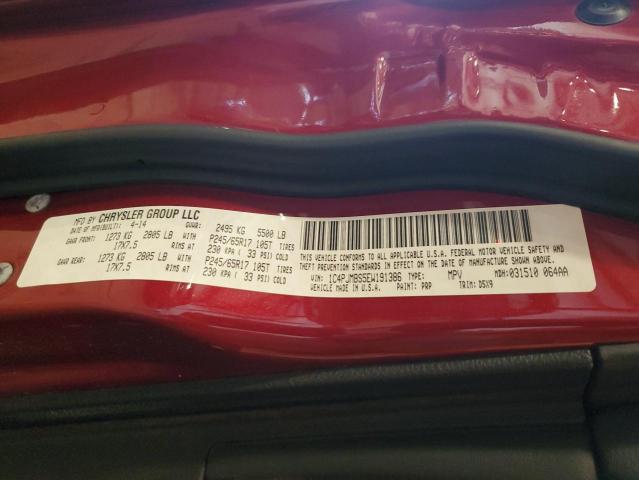 MFD BY CHRYSLER GROUP LLC
DATE OF MFR(BUILT): 4-14 GVWR: 2495 KG 5500 LB
GAWR FRONT: 1273 KG 2805 LB WITH P245/65R17 105T TIRES
17X7.5 RIMS AT 230 KPA ( 33 PSI) COLD
GAWR REAR: 1273 KG 2805 LB WITH P245/65R17 105T TIRES
17X7.5 RIMS AT 230 KPA ( 33 PSI) COLD
THIS VEHICLE CONFORMS TO ALL APPLICABLE U.S.A. FEDERAL MOTOR VEHICLE SAFETY AND
THEFT PREVENTION STANDARDS IN EFFECT ON THE DATE OF MANUFACTURE SHOWN ABOVE.
VIN: 1C4PJMBS5EW191386 TYPE: MPV MDH: 031510 064AA
VEHICLE MADE IN U.S.A. PAINT: PRP TRIM: D5X9